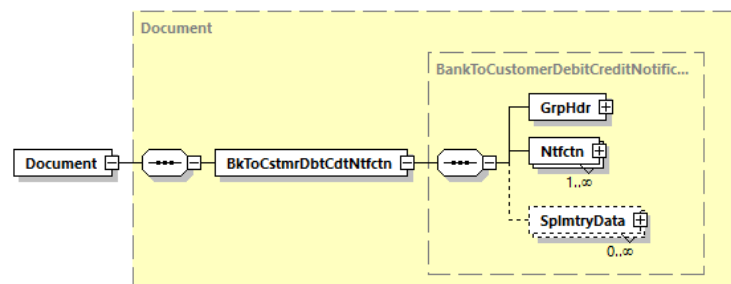 Document
BankToCustomerDebitCreditNotific...
GrpHdr
Document
BkToCstmrDbtCdtNtfctn
Ntfctn
1..∞
SplmtryData
0..∞